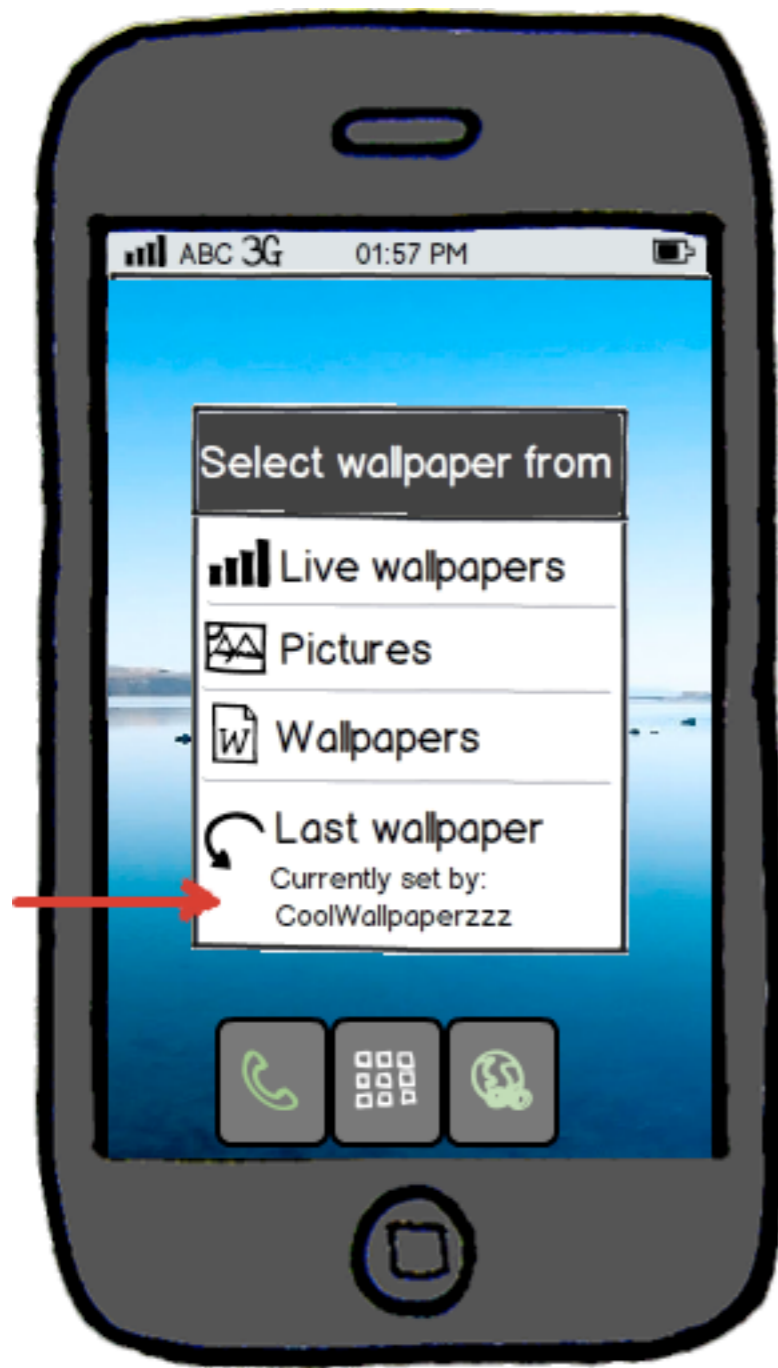 ABC 3G 01:57 PM
Select wallpaper from
Live wallpapers
Pictures
W Wallpapers
Last wallpaper
Currently set by:
CoolWallpaperzzz